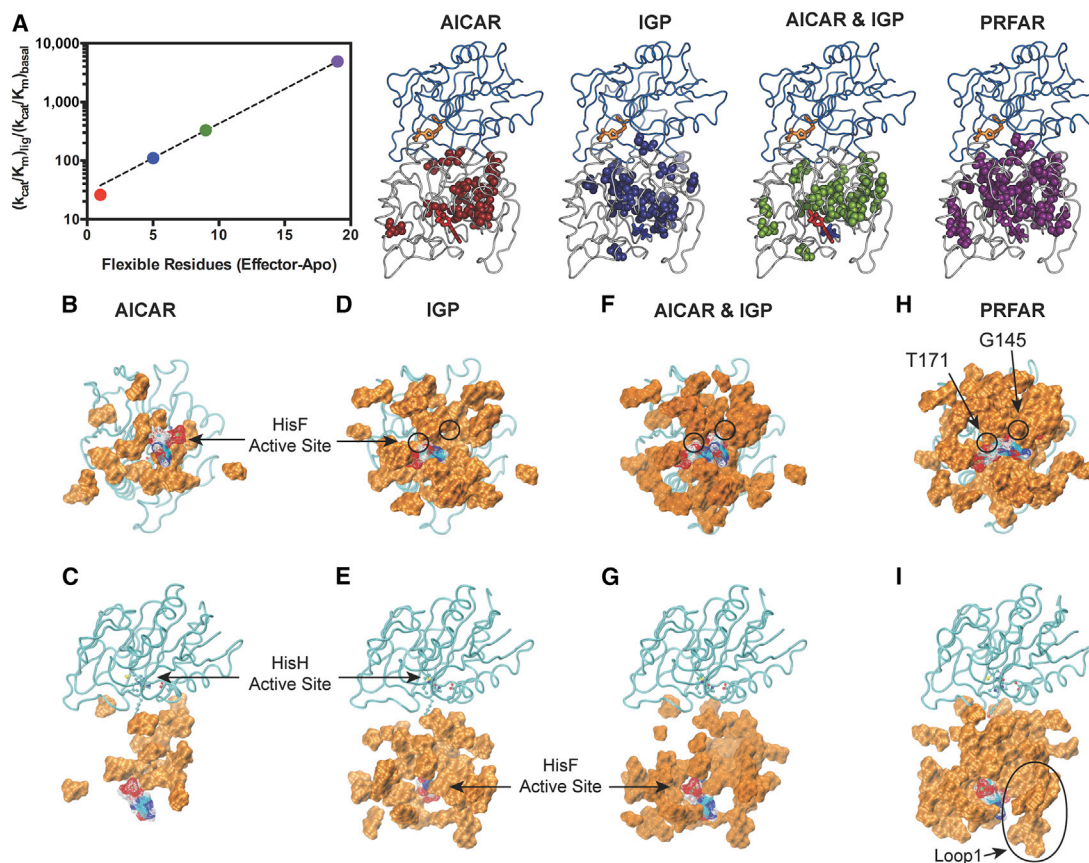 A
(kcat/Km)lig/(kcat/Km)basal
10,000
1,000
100
10
0
5
10
15
20
Flexible Residues (Effector-Apo)
AICAR
IGP
AICAR & IGP
PRFAR
B
AICAR
D
IGP
F
AICAR & IGP
H
PRFAR
T171
G145
HisF
Active Site
C
E
G
I
HisH
Active Site
HisF
Active Site
Loop1